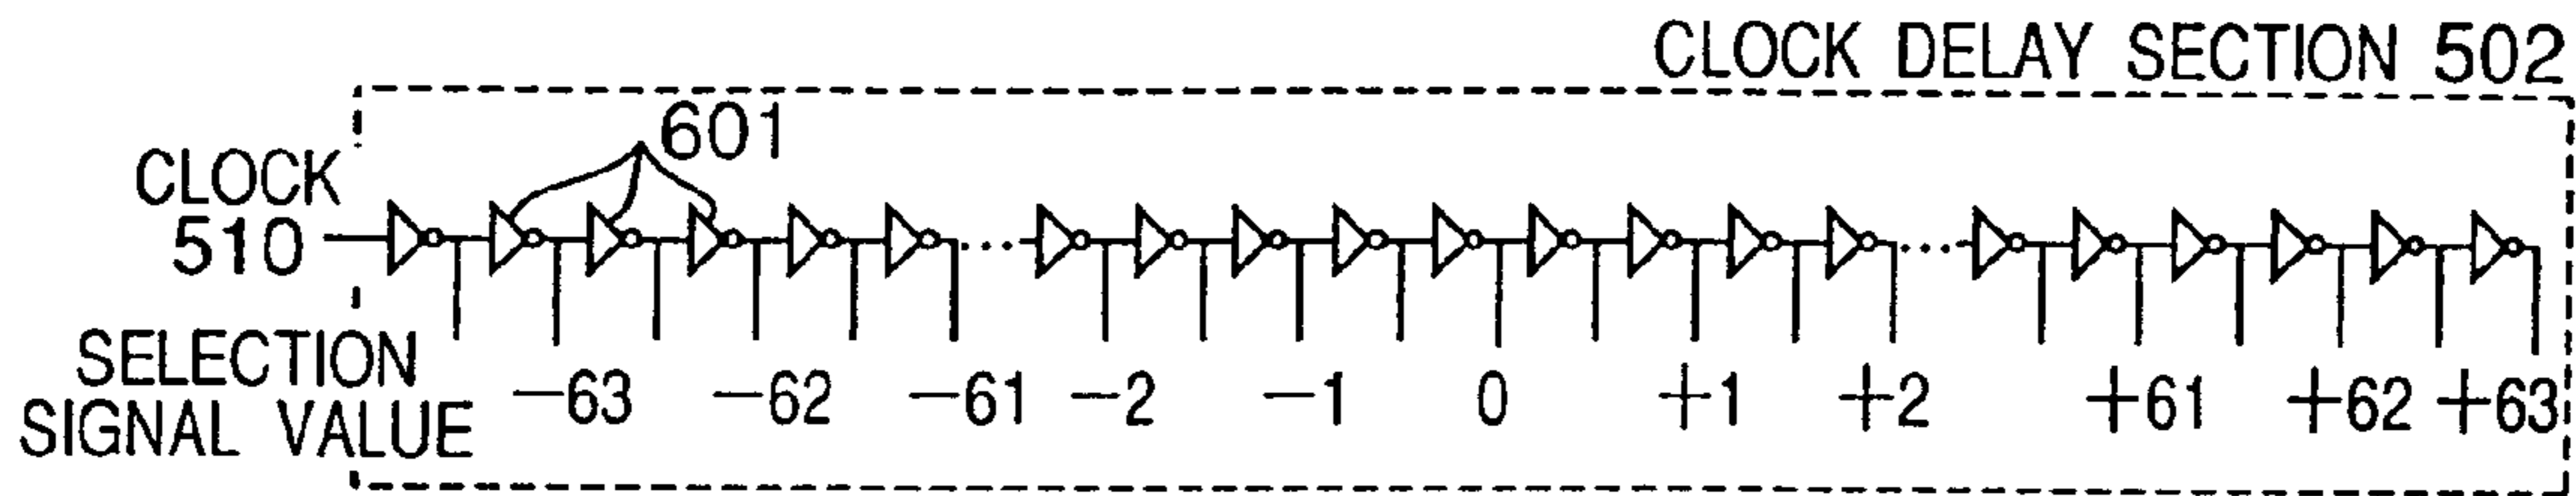 CLOCK DELAY SECTION 502
601
CLOCK
510
SELECTION
SIGNAL VALUE
−63 −62 −61 −2 −1 0 +1 +2 +61 +62 +63